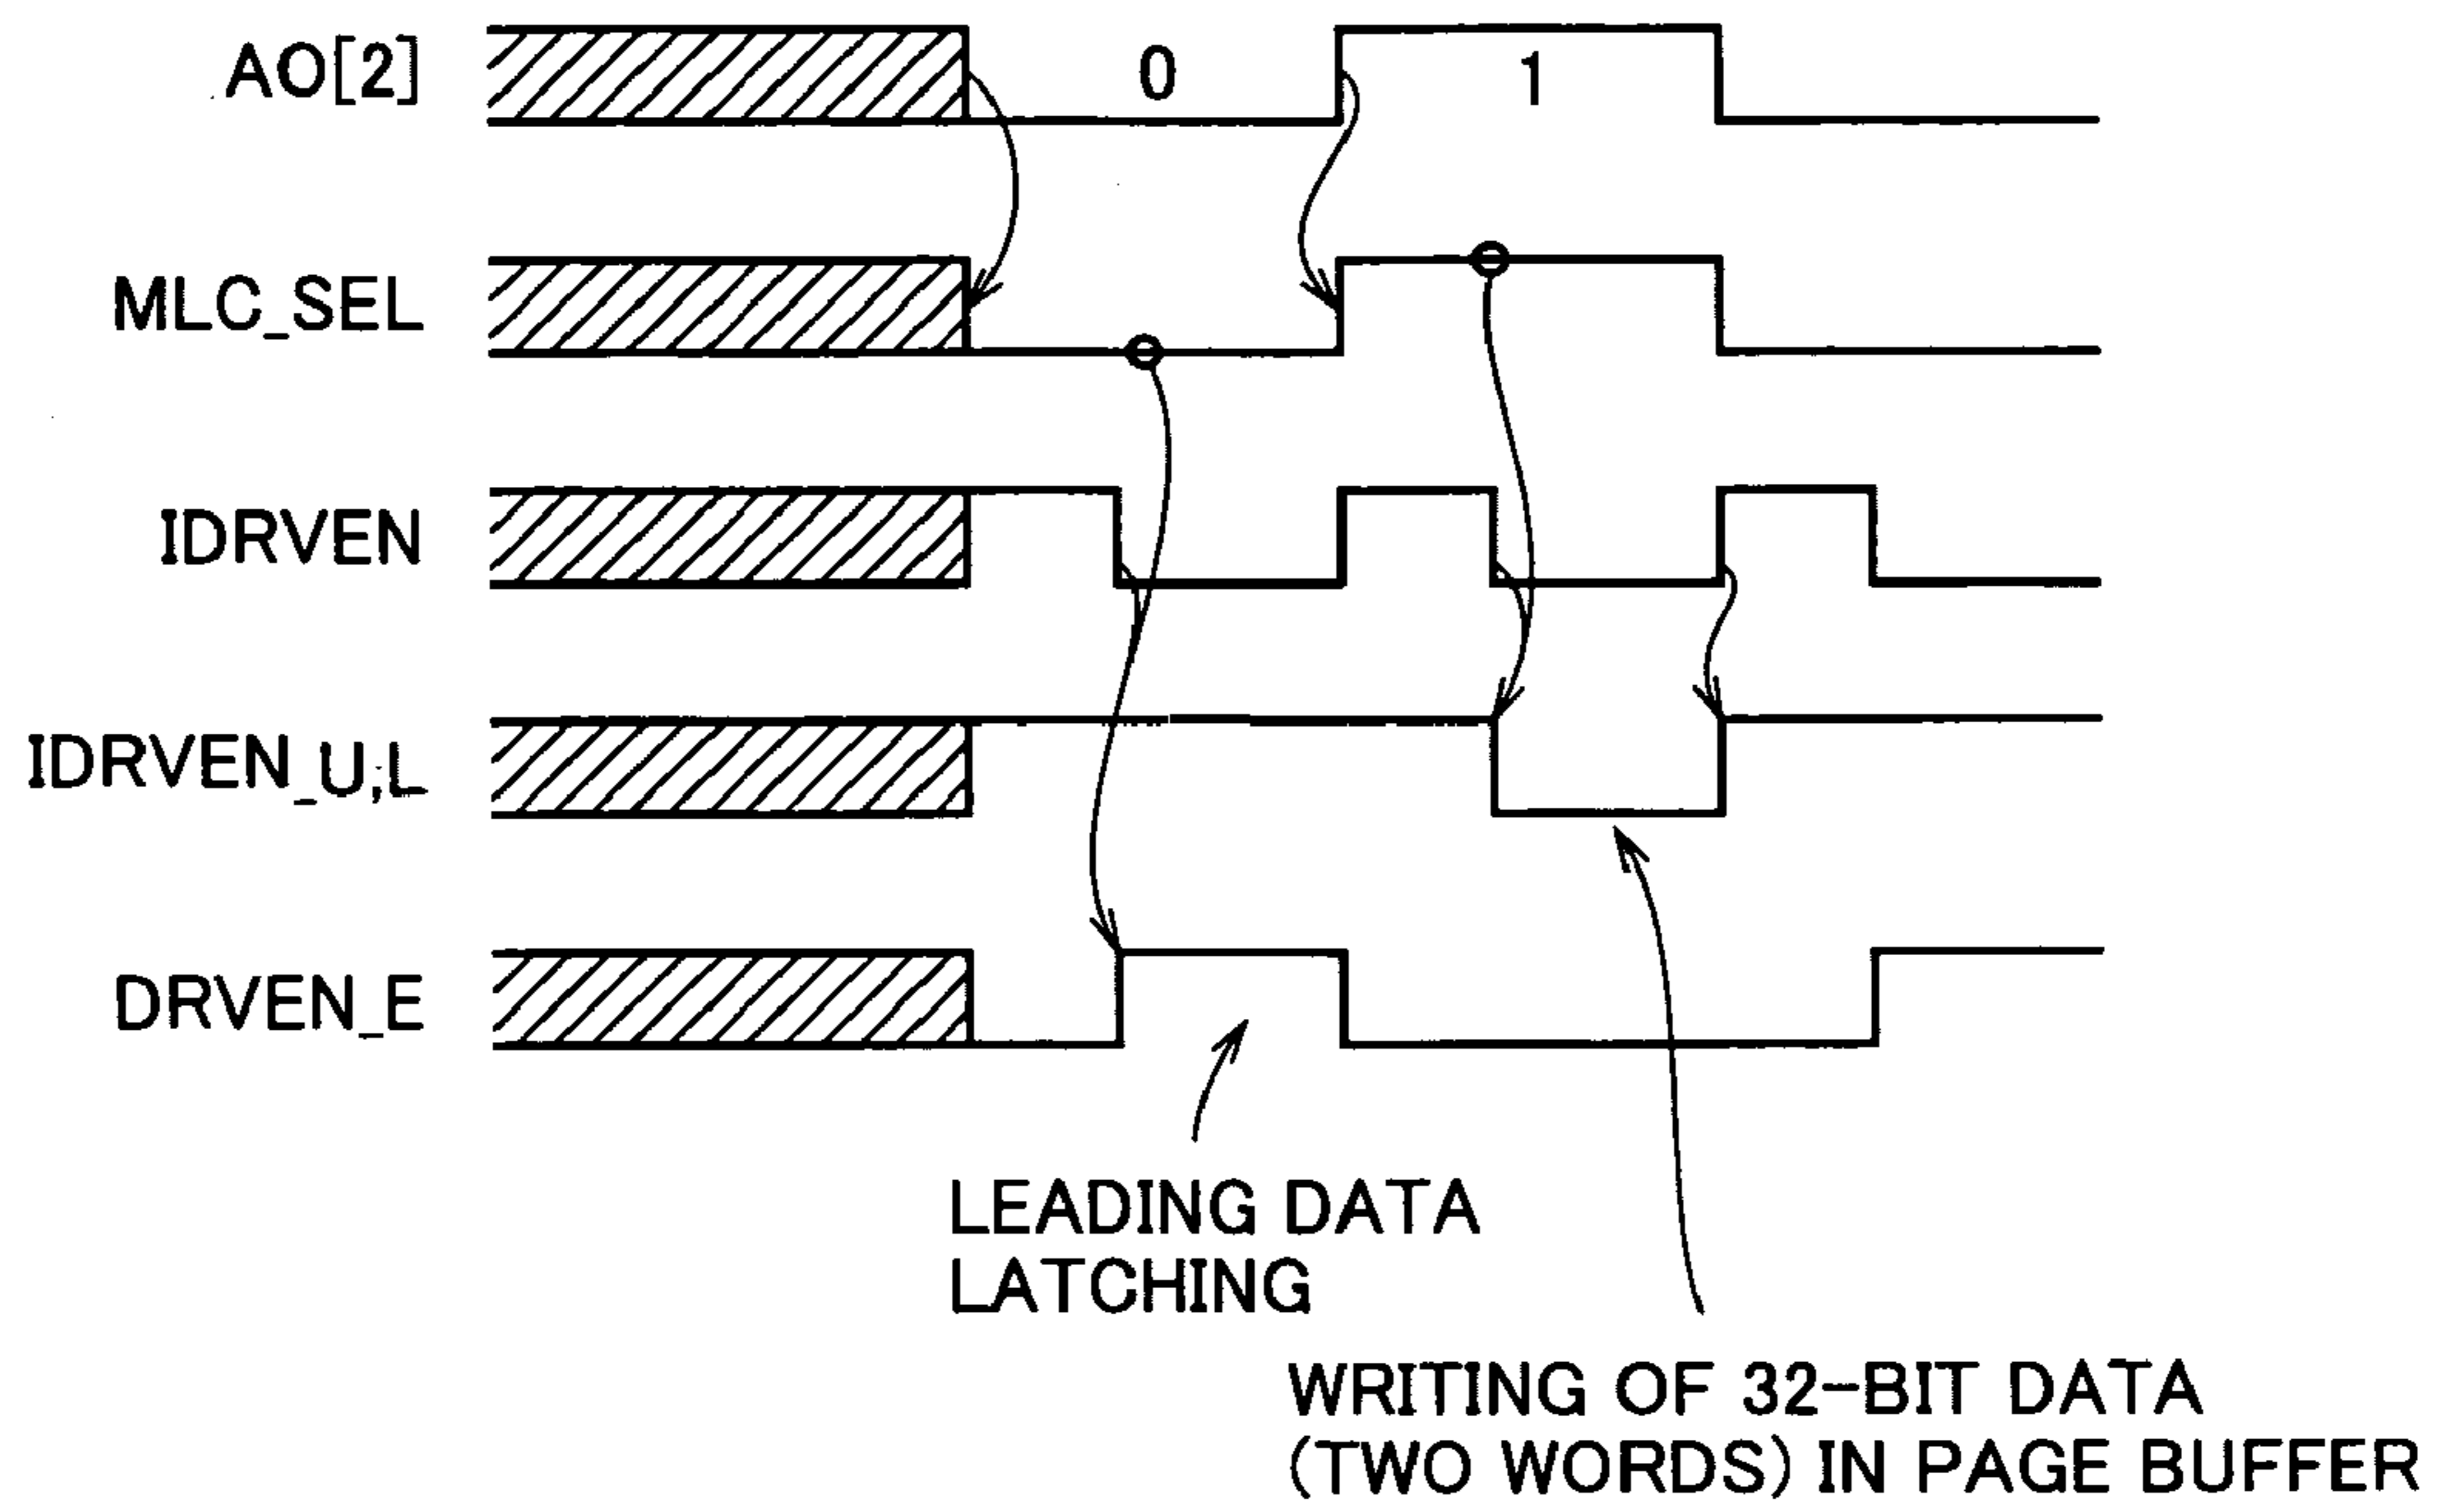 AO[2]
0
1
MLC_SEL
IDRVEN
IDRVEN_U;L
DRVEN_E
LEADING DATA
LATCHING
WRITING OF 32-BIT DATA
(TWO WORDS) IN PAGE BUFFER